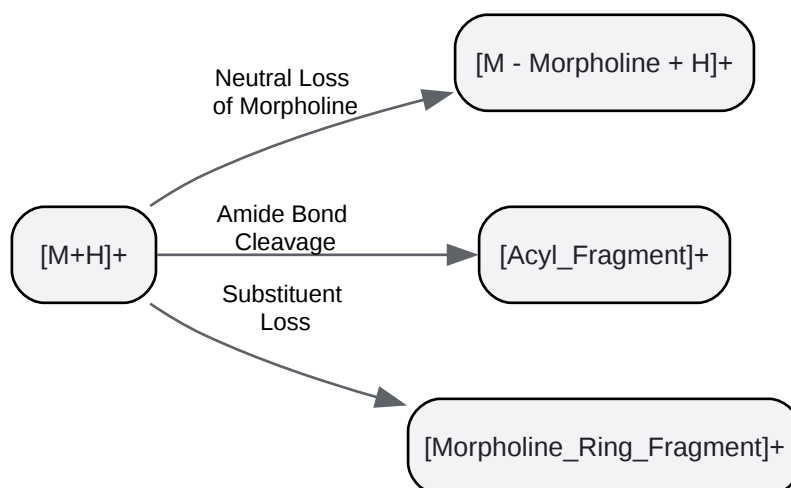 [M - Morpholine + H]+
Neutral Loss
of Morpholine
[M+H]+
Amide Bond
Cleavage
[Acyl_Fragment]+
Substituent
Loss
[Morpholine_Ring_Fragment]+